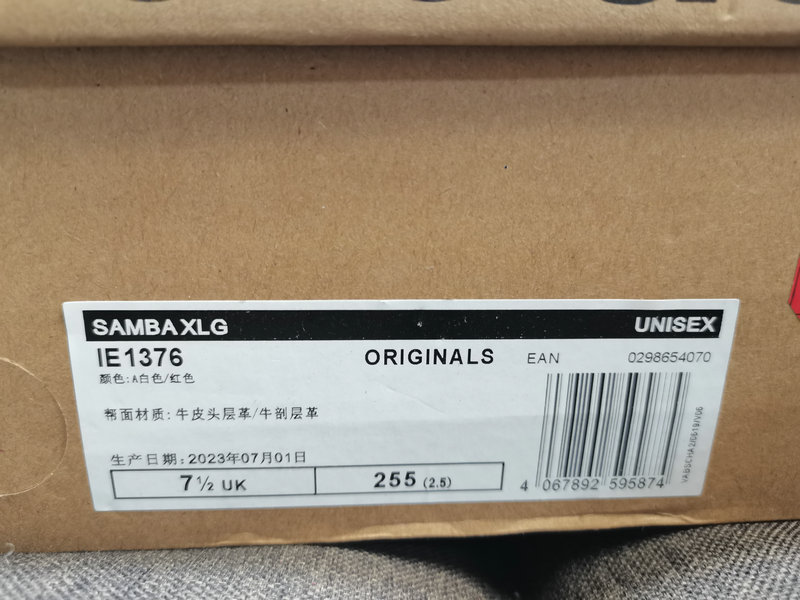 SAMBA XLG UNISEX
IE1376 ORIGINALS EAN 0298654070
颜色:A白色/红色
帮面材质: 牛皮头层革/牛剖层革
生产日期: 2023年07月01日
7 ½ UK 255 (2.5)
4 067892 595874